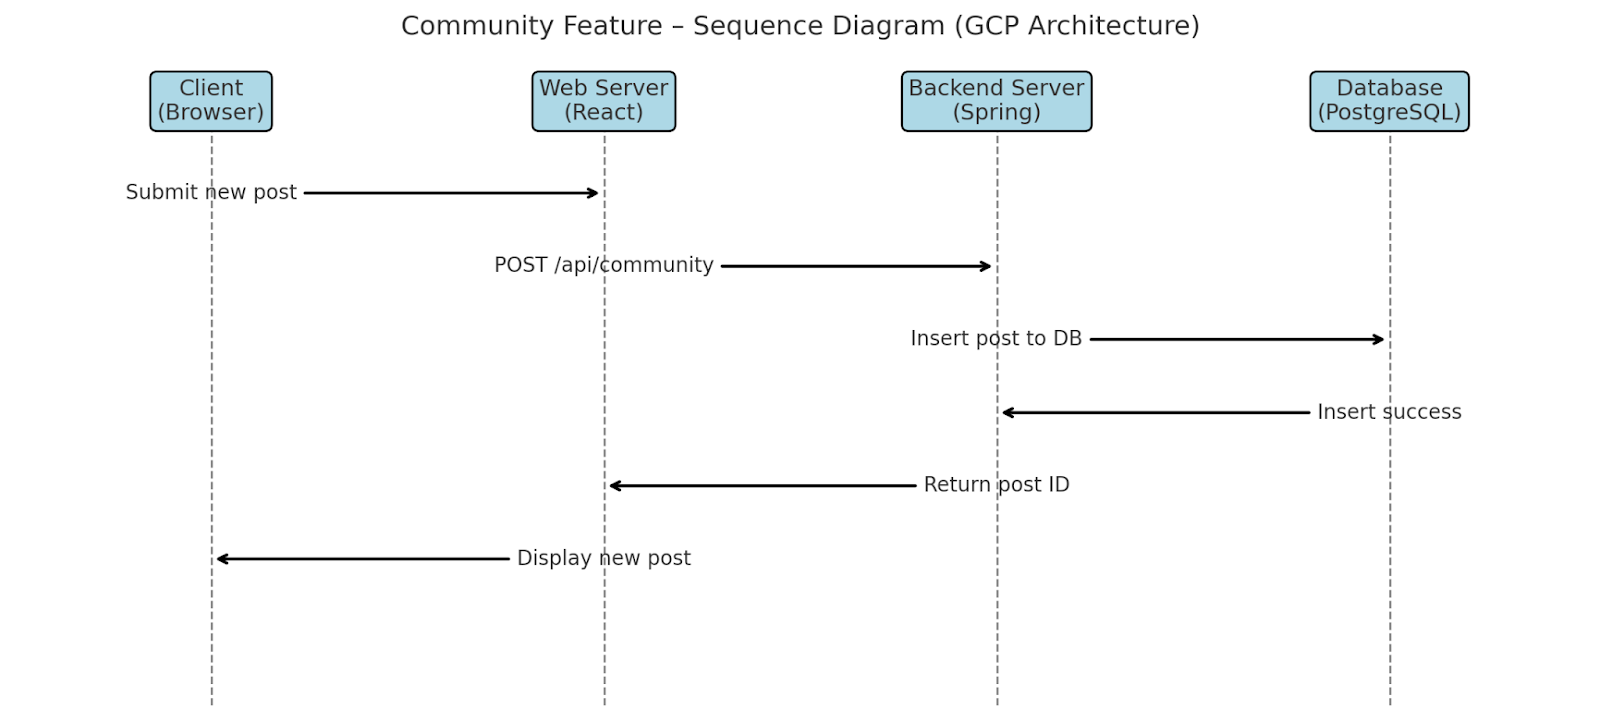 Community Feature – Sequence Diagram (GCP Architecture)
Client
(Browser)
Web Server
(React)
Backend Server
(Spring)
Database
(PostgreSQL)
Submit new post
POST /api/community
Insert post to DB
Insert success
Return post ID
Display new post